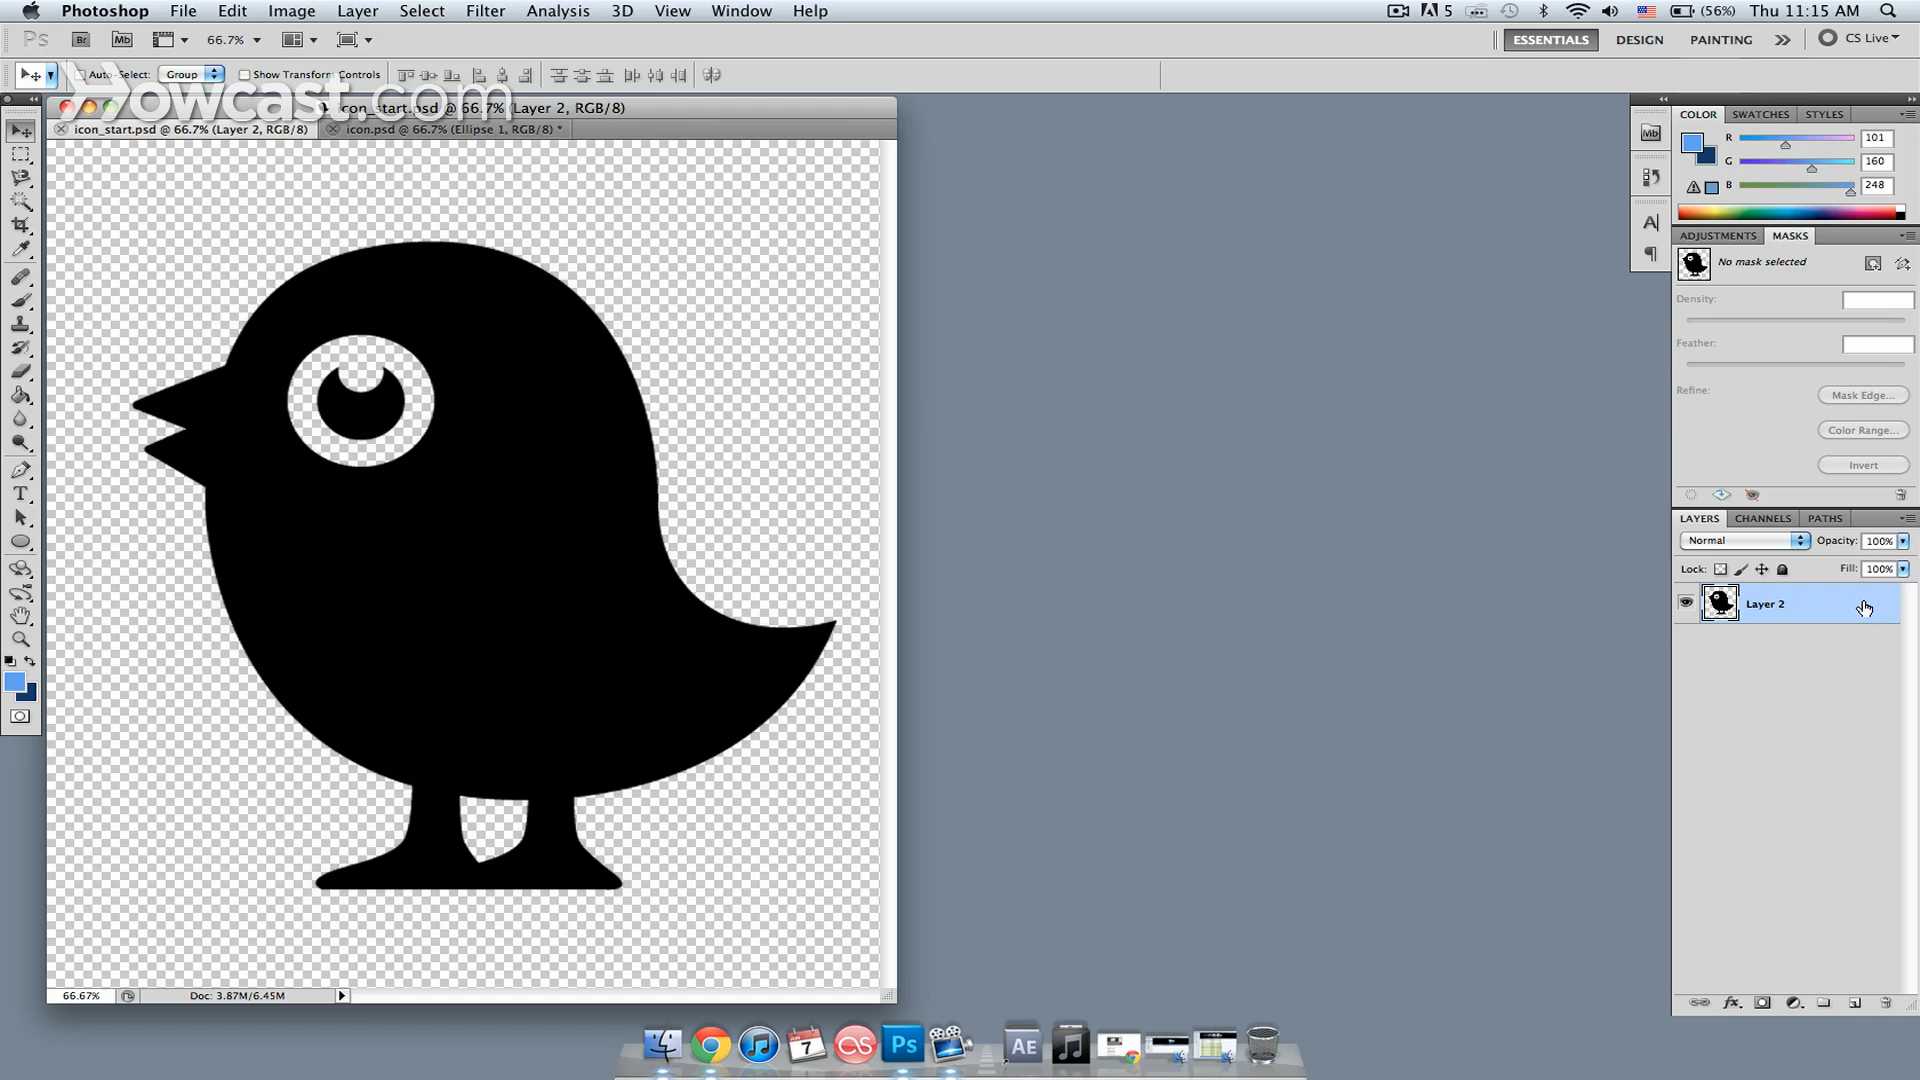 Photoshop File Edit Image Layer Select Filter Analysis 3D View Window Help 5 (56%) Thu 11:15 AM
Ps Br Mb 66.7% ESSENTIALS DESIGN PAINTING CS Live
Auto-Select: Group Show Transform Controls
owcast.com
icon_start.psd @ 66.7% (Layer 2, RGB/8)
icon_start.psd @ 66.7% (Layer 2, RGB/8) icon.psd @ 66.7% (Ellipse 1, RGB/8) *
COLOR SWATCHES STYLES
Mb
R 101
G 160
B 248
A
ADJUSTMENTS MASKS
No mask selected
Density:
Feather:
Refine: Mask Edge...
Color Range...
Invert
LAYERS CHANNELS PATHS
Normal Opacity: 100%
Lock: Fill: 100%
Layer 2
T
66.67% Doc: 3.87M/6.45M
fx
7 Ps AE